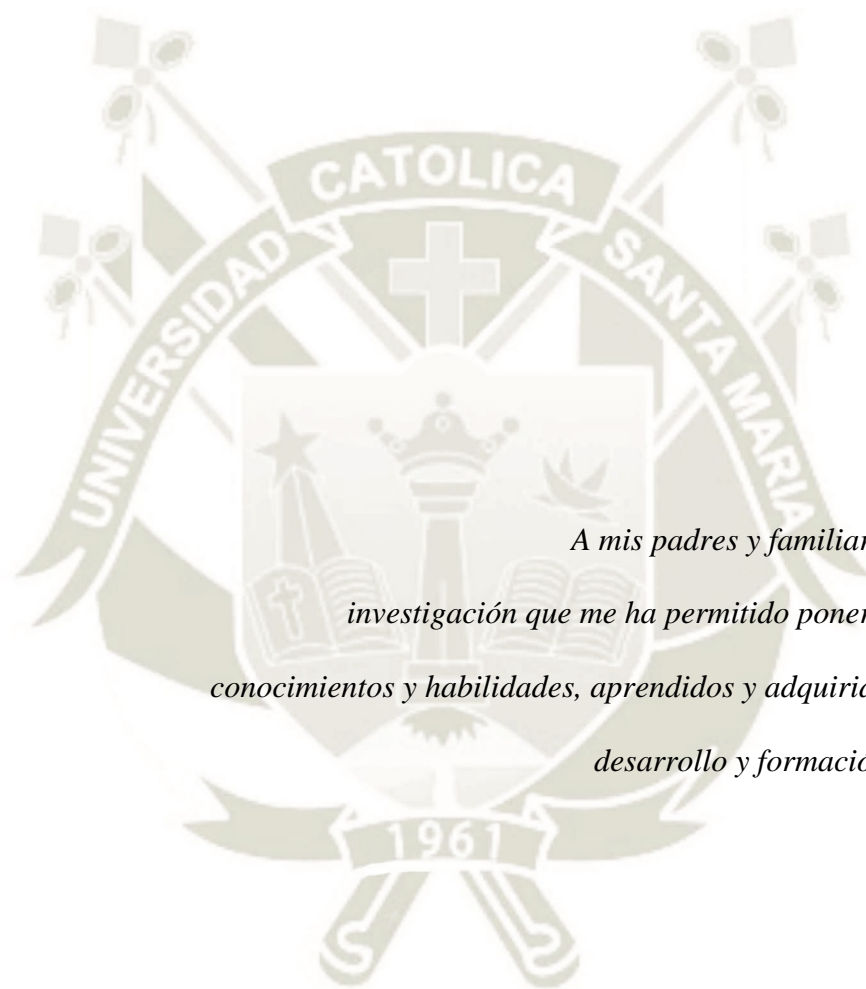 CATOLICA
UNIVERSIDAD
SANTA MARIA
A mis padres y familiar
investigación que me ha permitido poner
conocimientos y habilidades, aprendidos y adquirid
desarrollo y formació
1961